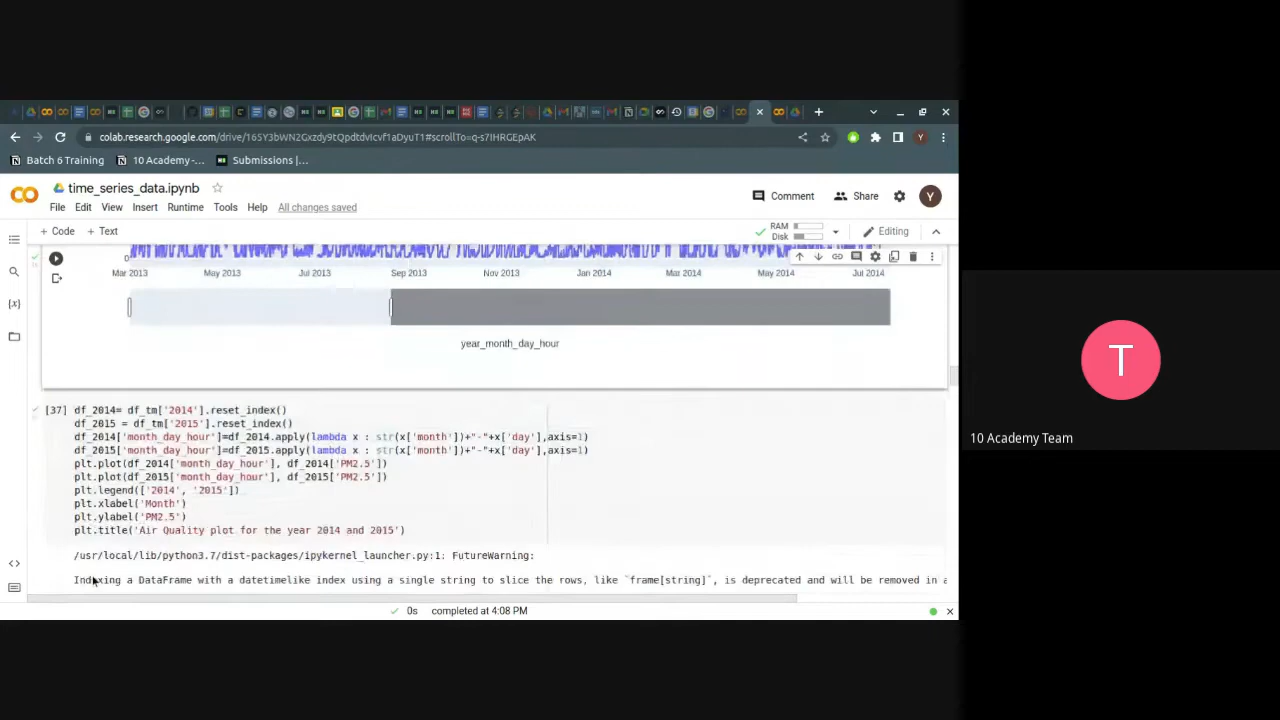 colab.research.google.com/drive/165Y3bWN2Gxzdy9tQpdtdvIcvf1aDyuT1#scrollTo=q-s7IHRGEpAK
Y
Batch 6 Training
10 Academy -...
Submissions |...
time_series_data.ipynb
Comment
Share
Y
File Edit View Insert Runtime Tools Help All changes saved
+ Code + Text
RAM
Disk
Editing
0
Mar 2013 May 2013 Jul 2013 Sep 2013 Nov 2013 Jan 2014 Mar 2014 May 2014 Jul 2014
year_month_day_hour
[37] df_2014= df_tm['2014'].reset_index()
df_2015 = df_tm['2015'].reset_index()
df_2014['month_day_hour']=df_2014.apply(lambda x : str(x['month'])+"-"+x['day'],axis=1)
df_2015['month_day_hour']=df_2015.apply(lambda x : str(x['month'])+"-"+x['day'],axis=1)
plt.plot(df_2014['month_day_hour'], df_2014['PM2.5'])
plt.plot(df_2015['month_day_hour'], df_2015['PM2.5'])
plt.legend(['2014', '2015'])
plt.xlabel('Month')
plt.ylabel('PM2.5')
plt.title('Air Quality plot for the year 2014 and 2015')
/usr/local/lib/python3.7/dist-packages/ipykernel_launcher.py:1: FutureWarning:
Indexing a DataFrame with a datetimelike index using a single string to slice the rows, like `frame[string]`, is deprecated and will be removed in a
0s completed at 4:08 PM
T
10 Academy Team